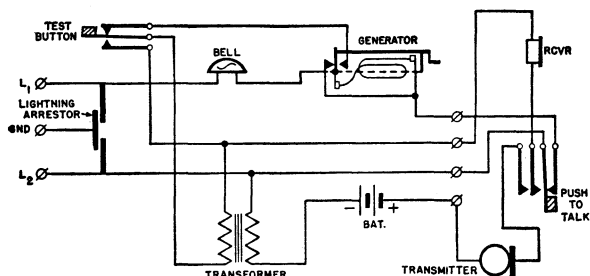 TEST
BUTTON
BELL
GENERATOR
RCVR
L1
LIGHTNING
ARRESTOR
GND
L2
- BAT. +
PUSH
TO
TALK
TRANSFORMER
TRANSMITTER